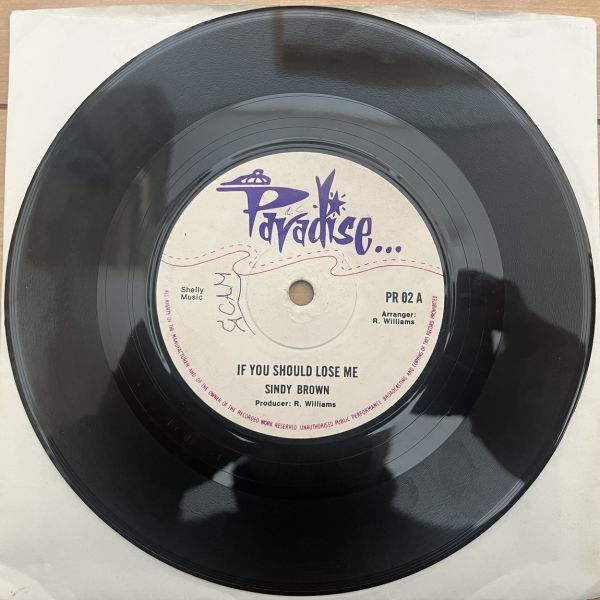 Paradise...
Shelly
Music
PR 02 A
Arranger:
R. Williams
IF YOU SHOULD LOSE ME
SINDY BROWN
Producer: R. Williams
ALL RIGHTS OF THE MANUFACTURER AND OF THE OWNER OF THE RECORDED WORK RESERVED UNAUTHORISED PUBLIC PERFORMANCE BROADCASTING AND COPYING OF THIS RECORD PROHIBITED